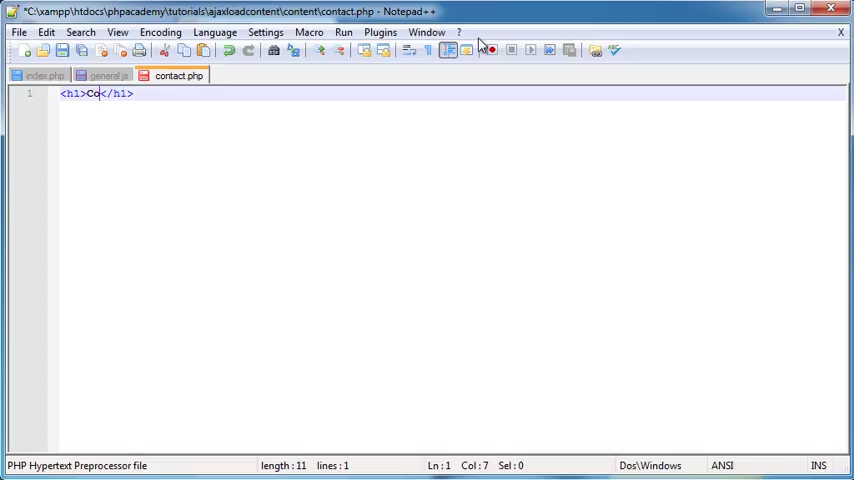 *C:\xampp\htdocs\phpacademy\tutorials\ajaxloadcontent\content\contact.php - Notepad++
File Edit Search View Encoding Language Settings Macro Run Plugins Window ? X
index.php general.js contact.php
1 <h1>Co</h1>
PHP Hypertext Preprocessor file length : 11 lines : 1 Ln : 1 Col : 7 Sel : 0 Dos\Windows ANSI INS